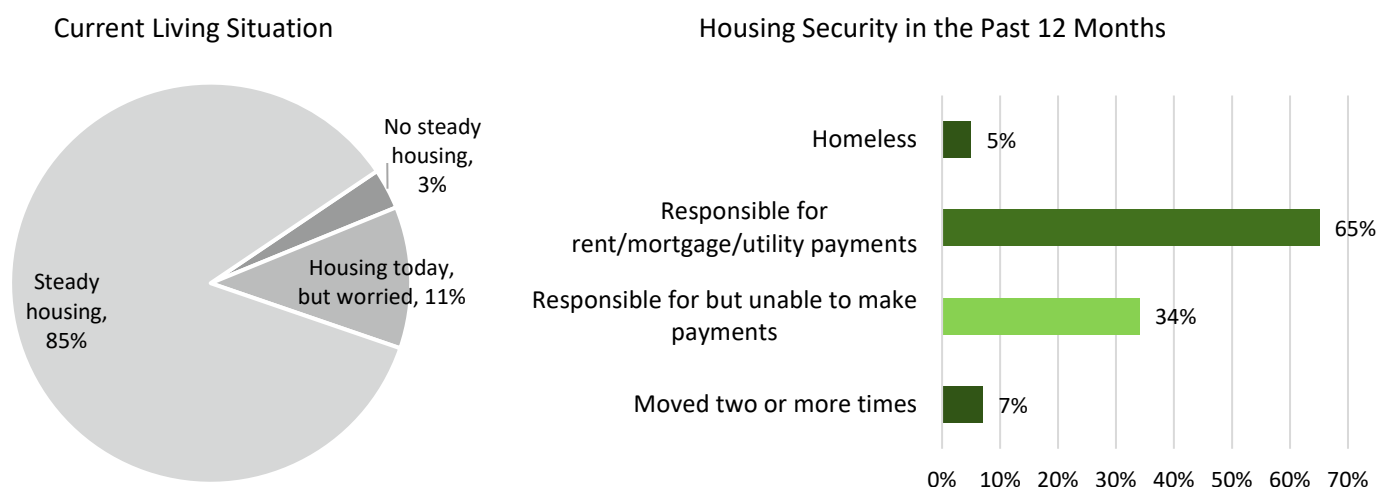 Current Living Situation
No steady
housing,
3%
Housing today,
but worried, 11%
Steady
housing,
85%
Housing Security in the Past 12 Months
Homeless
5%
Responsible for
rent/mortgage/utility payments
65%
Responsible for but unable to make
payments
34%
Moved two or more times
7%
0% 10% 20% 30% 40% 50% 60% 70%